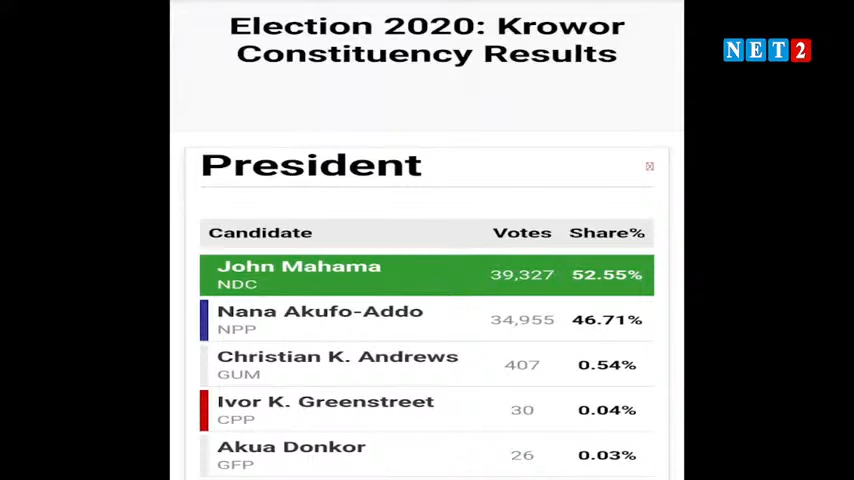 Election 2020: Krowor
Constituency Results
NET2
President
Candidate Votes Share%
John Mahama
NDC
39,327 52.55%
Nana Akufo-Addo
NPP
34,955 46.71%
Christian K. Andrews
GUM
407 0.54%
Ivor K. Greenstreet
CPP
30 0.04%
Akua Donkor
GFP
26 0.03%